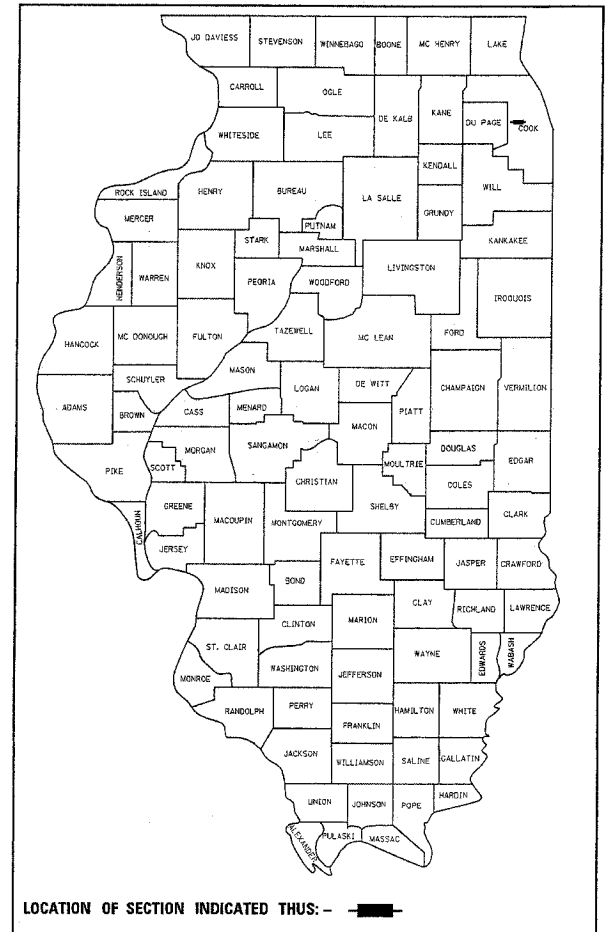 JO DAVIESS STEVENSON WINNEBAGO BOONE MC HENRY LAKE
CARROLL OGLE DE KALB KANE DU PAGE COOK
WHITESIDE LEE
KENDALL WILL
ROCK ISLAND HENRY BUREAU LA SALLE GRUNDY
MERCER PUTNAM KANKAKEE
HENDERSON WARREN KNOX STARK MARSHALL LIVINGSTON
PEORIA WOODFORD IROQUOIS
HANCOCK MC DONOUGH FULTON TAZEWELL MC LEAN FORD
MASON
SCHUYLER LOGAN DE WITT CHAMPAIGN VERMILION
ADAMS BROWN CASS MENARD PIATT
MACON
MORGAN SANGAMON DOUGLAS
PIKE SCOTT MOULTRIE EDGAR
CHRISTIAN COLES
GREENE SHELBY
CALHOUN MACOUPIN MONTGOMERY CUMBERLAND CLARK
JERSEY
FAYETTE EFFINGHAM JASPER CRAWFORD
MADISON BOND
CLAY RICHLAND LAWRENCE
CLINTON MARION
ST. CLAIR WAYNE EDWARDS WABASH
WASHINGTON JEFFERSON
MONROE
RANDOLPH PERRY HAMILTON WHITE
FRANKLIN
JACKSON WILLIAMSON SALINE GALLATIN
UNION JOHNSON POPE HARDIN
ALEXANDER PULASKI MASSAC
LOCATION OF SECTION INDICATED THUS: -